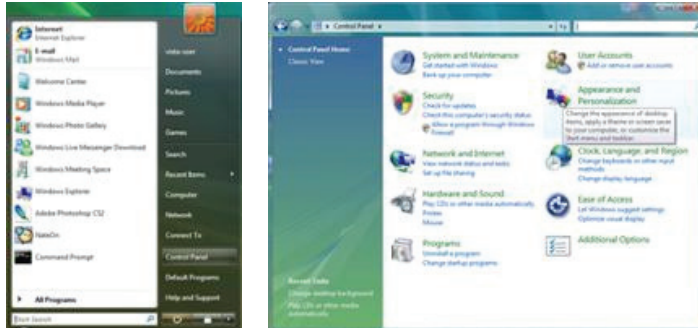 Internet
Internet Explorer
E-mail
Windows Mail
Welcome Center
Windows Media Player
Windows Photo Gallery
Windows Live Messenger Download
Windows Meeting Space
Windows Explorer
Adobe Photoshop CS2
NateOn
Command Prompt
All Programs
Start Search
vista user
Documents
Pictures
Music
Games
Search
Recent Items
Computer
Network
Connect To
Control Panel
Default Programs
Help and Support
Control Panel
Control Panel Home
Classic View
Recent Tasks
Change desktop background
Play CDs or other media
automatically
System and Maintenance
Get started with Windows
Back up your computer
Security
Check for updates
Check this computer's security status
Allow a program through Windows
Firewall
Network and Internet
View network status and tasks
Set up file sharing
Hardware and Sound
Play CDs or other media automatically
Printer
Mouse
Programs
Uninstall a program
Change startup programs
User Accounts
Add or remove user accounts
Appearance and
Personalization
Change the appearance of desktop
items, apply a theme or screen saver
to your computer, or customize the
Start menu and taskbar.
Clock, Language, and Region
Change keyboards or other input
methods
Change display language
Ease of Access
Let Windows suggest settings
Optimize visual display
Additional Options